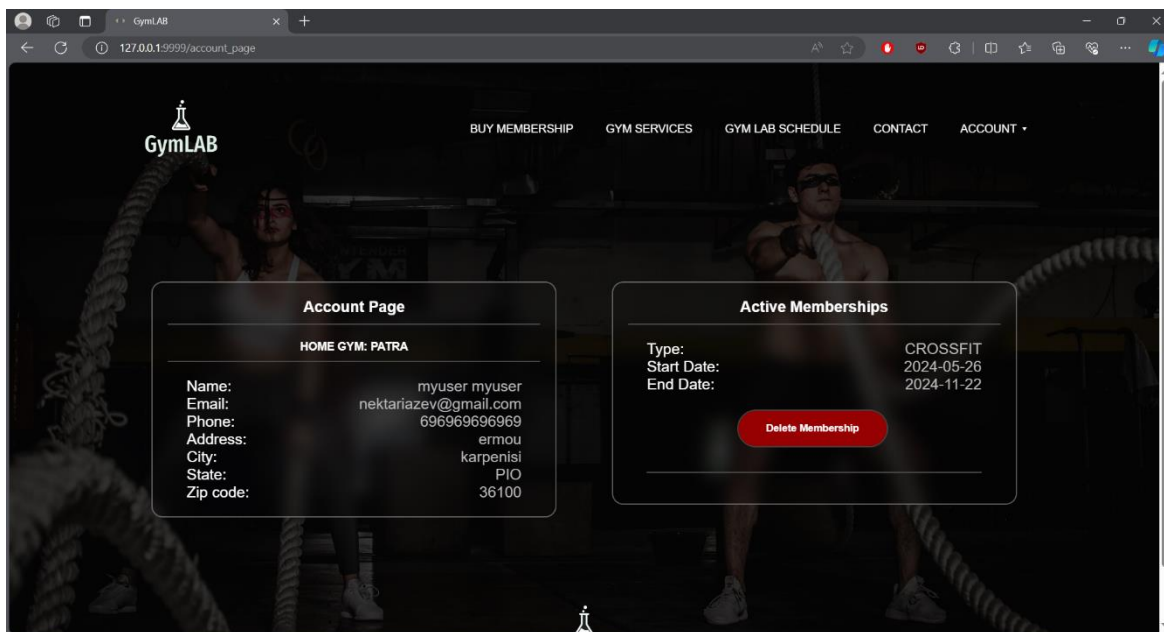 GymLAB
127.0.0.1:9999/account_page
GymLAB
BUY MEMBERSHIP GYM SERVICES GYM LAB SCHEDULE CONTACT ACCOUNT
Account Page
HOME GYM: PATRA
Name: myuser myuser
Email: nektariazev@gmail.com
Phone: 696969696969
Address: ermou
City: karpenisi
State: PIO
Zip code: 36100
Active Memberships
Type: CROSSFIT
Start Date: 2024-05-26
End Date: 2024-11-22
Delete Membership